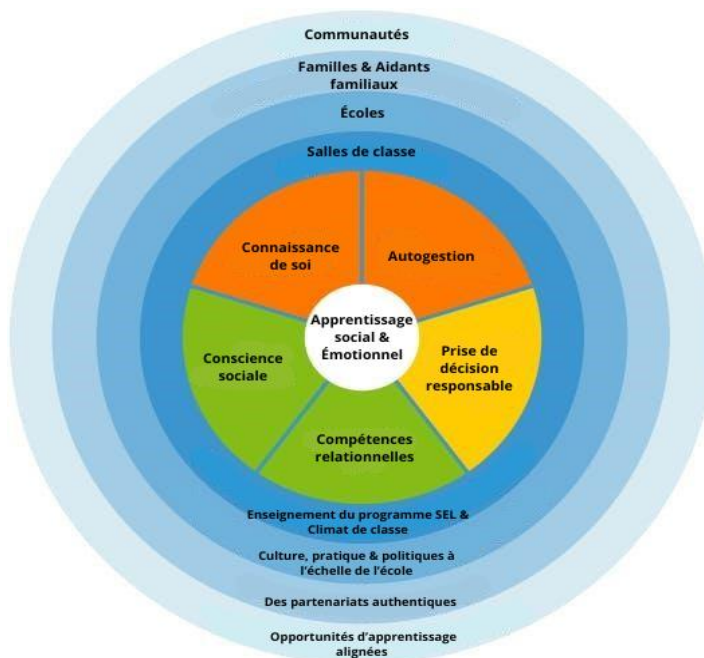 Communautés
Familles & Aidants
familiaux
Écoles
Salles de classe
Connaissance
de soi
Autogestion
Apprentissage
social &
Émotionnel
Conscience
sociale
Prise de
décision
responsable
Compétences
relationnelles
Enseignement du programme SEL &
Climat de classe
Culture, pratique & politiques à
l'échelle de l'école
Des partenariats authentiques
Opportunités d'apprentissage
alignées